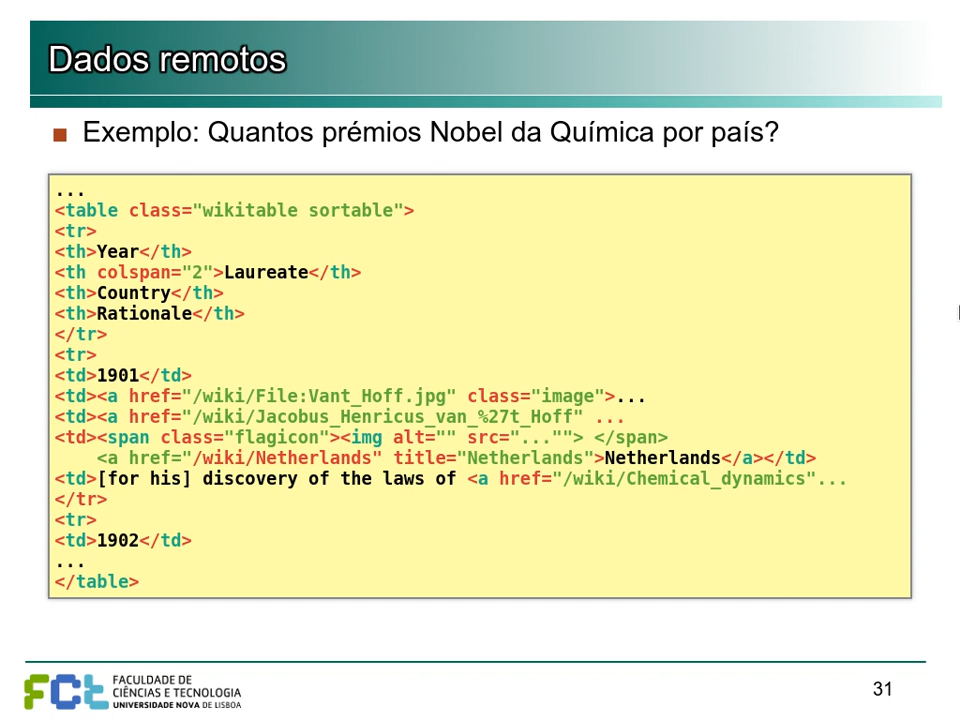 Dados remotos
Exemplo: Quantos prémios Nobel da Química por país?
...
<table class="wikitable sortable">
<tr>
<th>Year</th>
<th colspan="2">Laureate</th>
<th>Country</th>
<th>Rationale</th>
</tr>
<tr>
<td>1901</td>
<td><a href="/wiki/File:Vant_Hoff.jpg" class="image">...
<td><a href="/wiki/Jacobus_Henricus_van_%27t_Hoff" ...
<td><span class="flagicon"><img alt="" src="...""> </span>
    <a href="/wiki/Netherlands" title="Netherlands">Netherlands</a></td>
<td>[for his] discovery of the laws of <a href="/wiki/Chemical_dynamics"...
</tr>
<tr>
<td>1902</td>
...
</table>
FCt FACULDADE DE
CIÊNCIAS E TECNOLOGIA
UNIVERSIDADE NOVA DE LISBOA
31